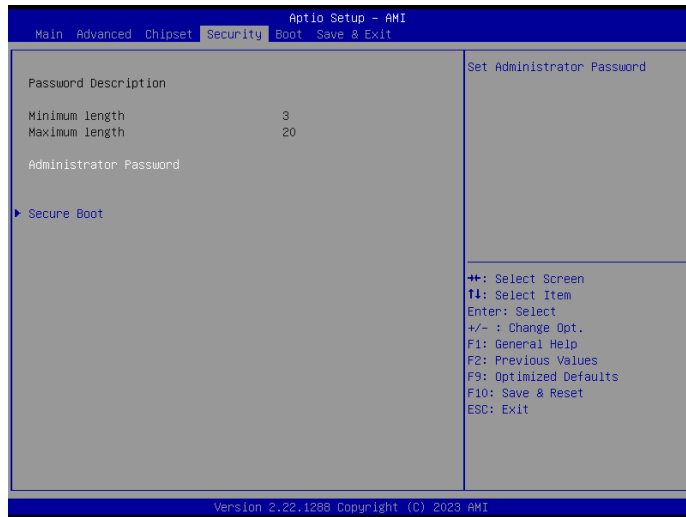 Aptio Setup – AMI
Main Advanced Chipset Security Boot Save & Exit
Password Description
Minimum length 3
Maximum length 20
Administrator Password
Secure Boot
Set Administrator Password
→←: Select Screen
↑↓: Select Item
Enter: Select
+/- : Change Opt.
F1: General Help
F2: Previous Values
F9: Optimized Defaults
F10: Save & Reset
ESC: Exit
Version 2.22.1288 Copyright (C) 2023 AMI